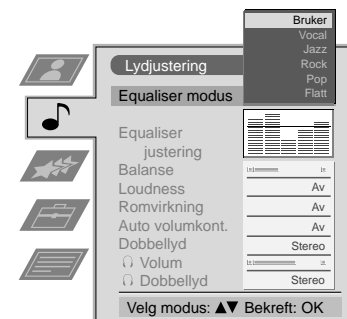 Bruker
Vocal
Jazz
Rock
Pop
Flatt
Lydjustering
Equaliser modus
Equaliser
justering
Balanse
Loudness Av
Romvirkning Av
Auto volumkont. Av
Dobbellyd Stereo
Volum
Dobbellyd Stereo
Velg modus: ▲▼ Bekreft: OK